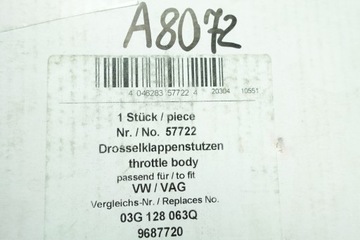 A8072
4 046283 57722 4 20304 10551
1 Stück / piece
Nr. / No. 57722
Drosselklappenstutzen
throttle body
passend für / to fit
VW / VAG
Vergleichs-Nr. / Replaces No.
03G 128 063Q
9687720